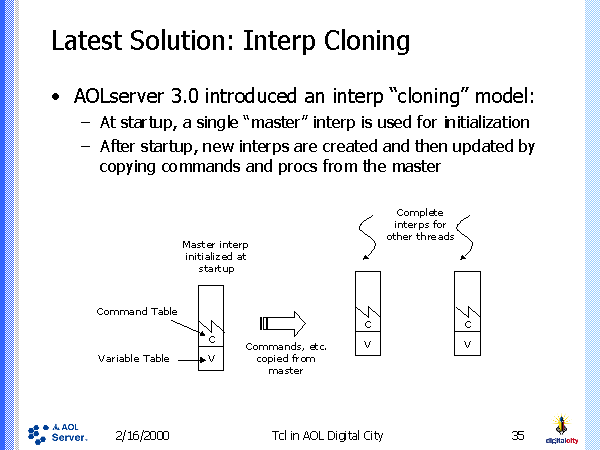 Latest Solution: Interp Cloning
• AOLserver 3.0 introduced an interp “cloning” model:
– At startup, a single “master” interp is used for initialization
– After startup, new interps are created and then updated by
copying commands and procs from the master
Complete
interps for
other threads
Master interp
initialized at
startup
Command Table
C
Variable Table
V
Commands, etc.
copied from
master
C
V
C
V
AOL
Server.
2/16/2000
Tcl in AOL Digital City
35
digitalcity